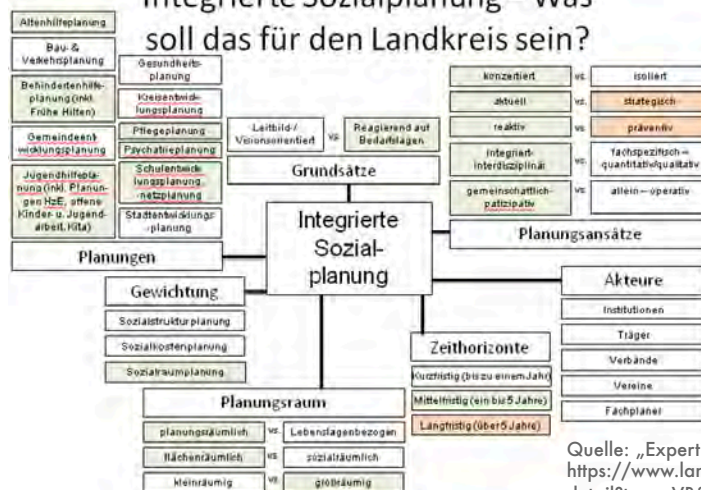 Integrierte Sozialplanung – Was
soll das für den Landkreis sein?
Altenhilfeplanung
Bau- &
Verkehrsplanung
Behindertenhilfe-
planung (inkl.
Frühe Hilfen)
Gemeindeent
wicklungsplanung
Jugendhilfepla-
nung (inkl. Planun-
gen HzE, offene
Kinder- u. Jugend-
arbeit, Kita)
Gesundheits-
planung
Kreisentwick-
lungsplanung
Pflegeplanung
Psychatrieplanung
Schulentwick
lungsplanung
-netzplanung
Stadtentwicklungs
-planung
Planungen
Leitbild-/
Visionsorientiert
vs
Reagierend auf
Bedarfslagen
Grundsätze
konzertiert vs. isoliert
aktuell vs. strategisch
reaktiv vs. präventiv
integriert-
interdisziplinär
vs.
fachspezifisch –
quantitativ/qualitativ
gemeinschaftlich-
patizipativ
vs.
allein – operativ
Planungsansätze
Integrierte
Sozial-
planung
Gewichtung
Sozialstrukturplanung
Sozialkostenplanung
Sozialraumplanung
Akteure
Institutionen
Träger
Verbände
Vereine
Fachplaner
Zeithorizonte
Kurzfristig (bis zu einem Jahr)
Mittelfristig (ein bis 5 Jahre)
Langfristig (über 5 Jahre)
Planungsraum
planungsräumlich vs. Lebenslagenbezogen
flächenräumlich vs. sozialräumlich
kleinräumig vs. großräumig
Quelle: „Expert
https://www.lan